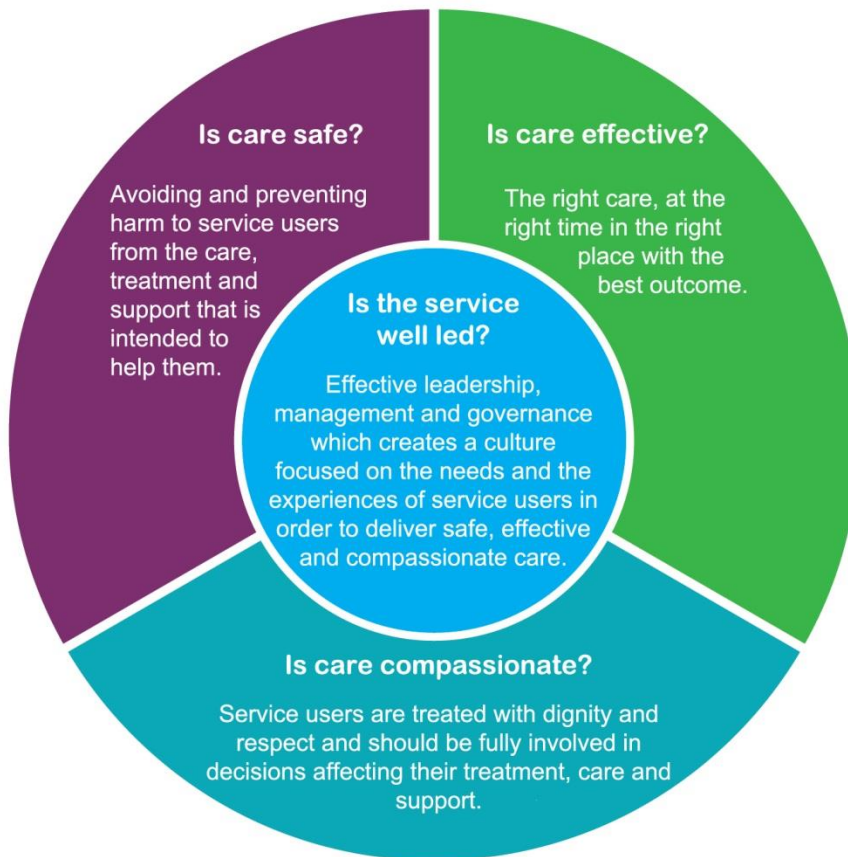 Is care safe?
Avoiding and preventing
harm to service users
from the care,
treatment and
support that is
intended to
help them.
Is care effective?
The right care, at the
right time in the right
place with the
best outcome.
Is the service
well led?
Effective leadership,
management and governance
which creates a culture
focused on the needs and the
experiences of service users in
order to deliver safe, effective
and compassionate care.
Is care compassionate?
Service users are treated with dignity and
respect and should be fully involved in
decisions affecting their treatment, care and
support.